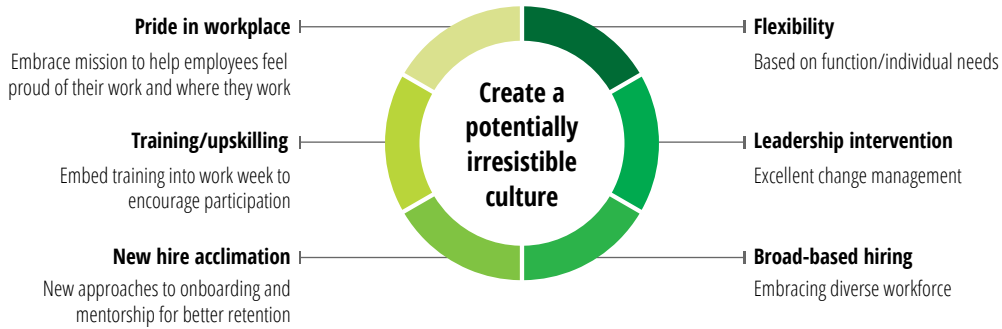 Pride in workplace
Embrace mission to help employees feel
proud of their work and where they work
Training/upskilling
Embed training into work week to
encourage participation
New hire acclimation
New approaches to onboarding and
mentorship for better retention
Create a
potentially
irresistible
culture
Flexibility
Based on function/individual needs
Leadership intervention
Excellent change management
Broad-based hiring
Embracing diverse workforce